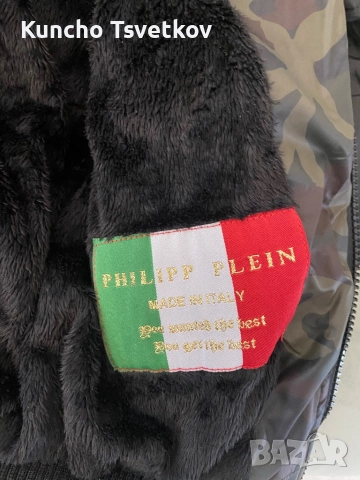 Kuncho Tsvetkov
PHILIPP PLEIN
MADE IN ITALY
You wanted the best
You got the best
BAZAR